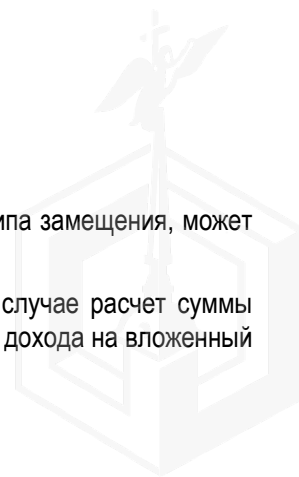 ипа замещения, может
случае расчет суммы
дохода на вложенный